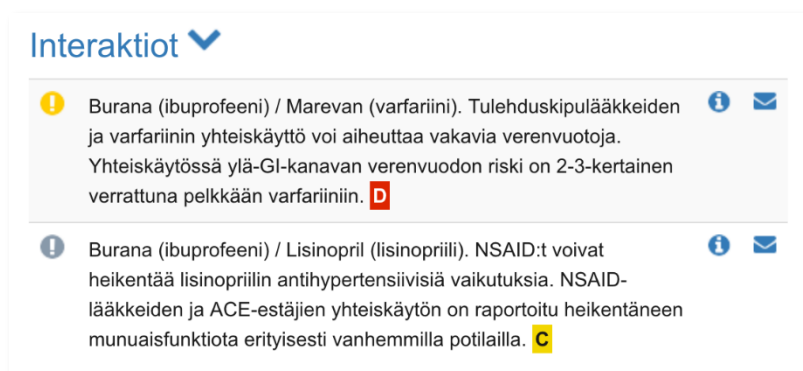 Interaktiot
Burana (ibuprofeeni) / Marevan (varfariini). Tulehduskipulääkkeiden
ja varfariinin yhteiskäyttö voi aiheuttaa vakavia verenvuotoja.
Yhteiskäytössä ylä-GI-kanavan verenvuodon riski on 2-3-kertainen
verrattuna pelkkään varfariiniin. D
Burana (ibuprofeeni) / Lisinopril (lisinopriili). NSAID:t voivat
heikentää lisinopriilin antihypertensiivisiä vaikutuksia. NSAID-
lääkkeiden ja ACE-estäjien yhteiskäytön on raportoitu heikentäneen
munuaisfunktiota erityisesti vanhemmilla potilailla. C